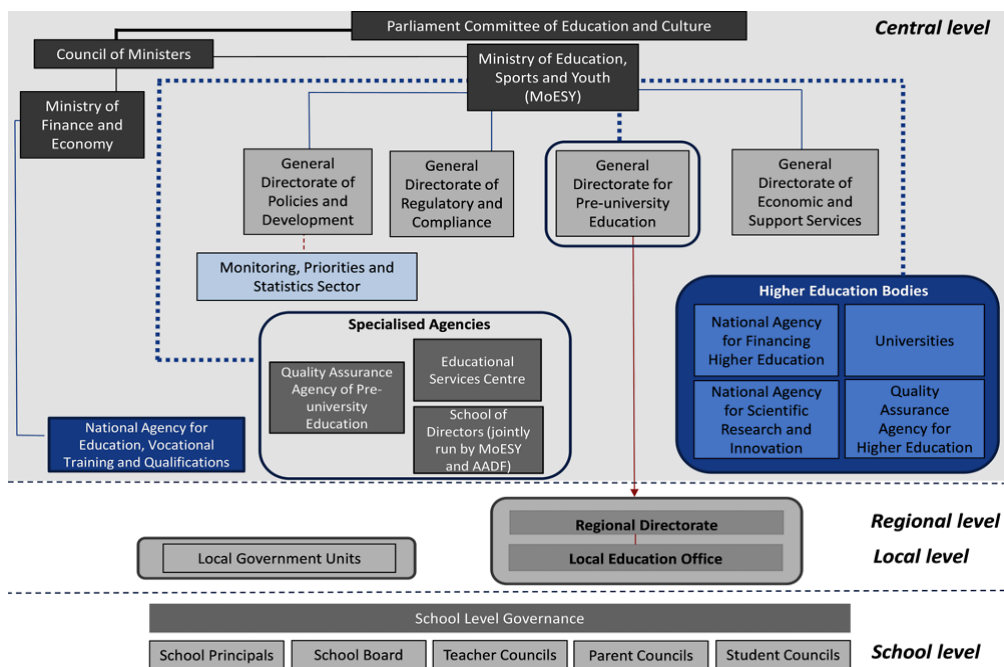 Parliament Committee of Education and Culture
Central level
Council of Ministers
Ministry of Education,
Sports and Youth
(MoESY)
Ministry of
Finance and
Economy
General
Directorate of
Policies and
Development
General
Directorate of
Regulatory and
Compliance
General
Directorate for
Pre-university
Education
General
Directorate of
Economic and
Support Services
Monitoring, Priorities and
Statistics Sector
Specialised Agencies
Quality Assurance
Agency of Pre-
university
Education
Educational
Services Centre
School of
Directors (jointly
run by MoESY
and AADF)
Higher Education Bodies
National Agency
for Financing
Higher Education
Universities
National Agency
for Scientific
Research and
Innovation
Quality
Assurance
Agency for
Higher Education
National Agency for
Education, Vocational
Training and Qualifications
Regional Directorate
Regional level
Local Government Units
Local Education Office
Local level
School Level Governance
School Principals
School Board
Teacher Councils
Parent Councils
Student Councils
School level